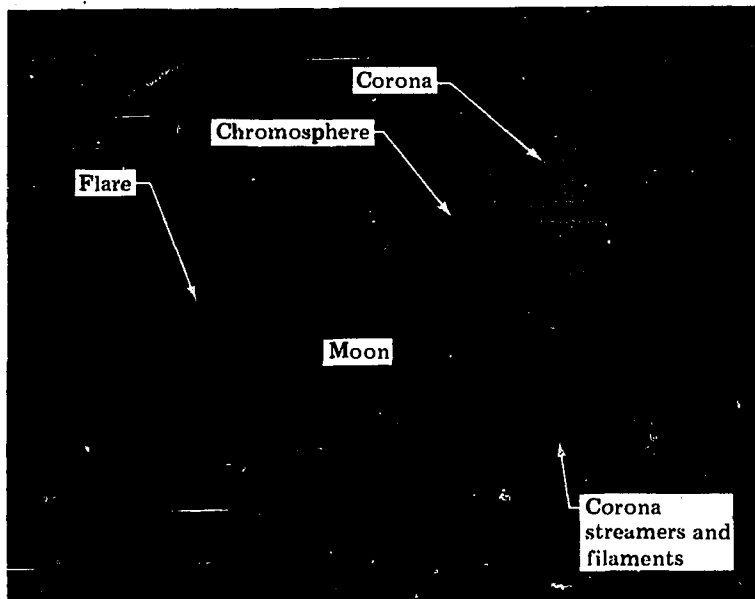 Corona
Chromosphere
Flare
Moon
Corona
streamers and
filaments